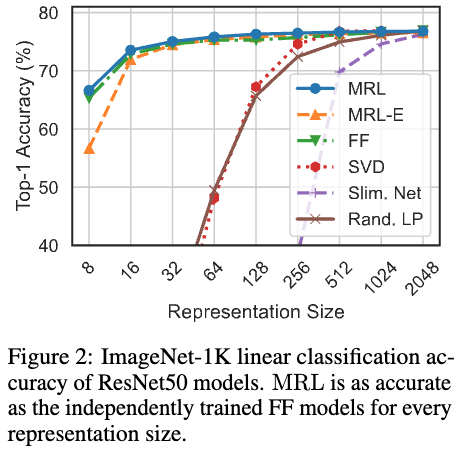 80
70
60
50
40
Top-1 Accuracy (%)
MRL
MRL-E
FF
SVD
Slim. Net
Rand. LP
8
16
32
64
128
256
512
1024
2048
Representation Size
Figure 2: ImageNet-1K linear classification ac-
curacy of ResNet50 models. MRL is as accurate
as the independently trained FF models for every
representation size.